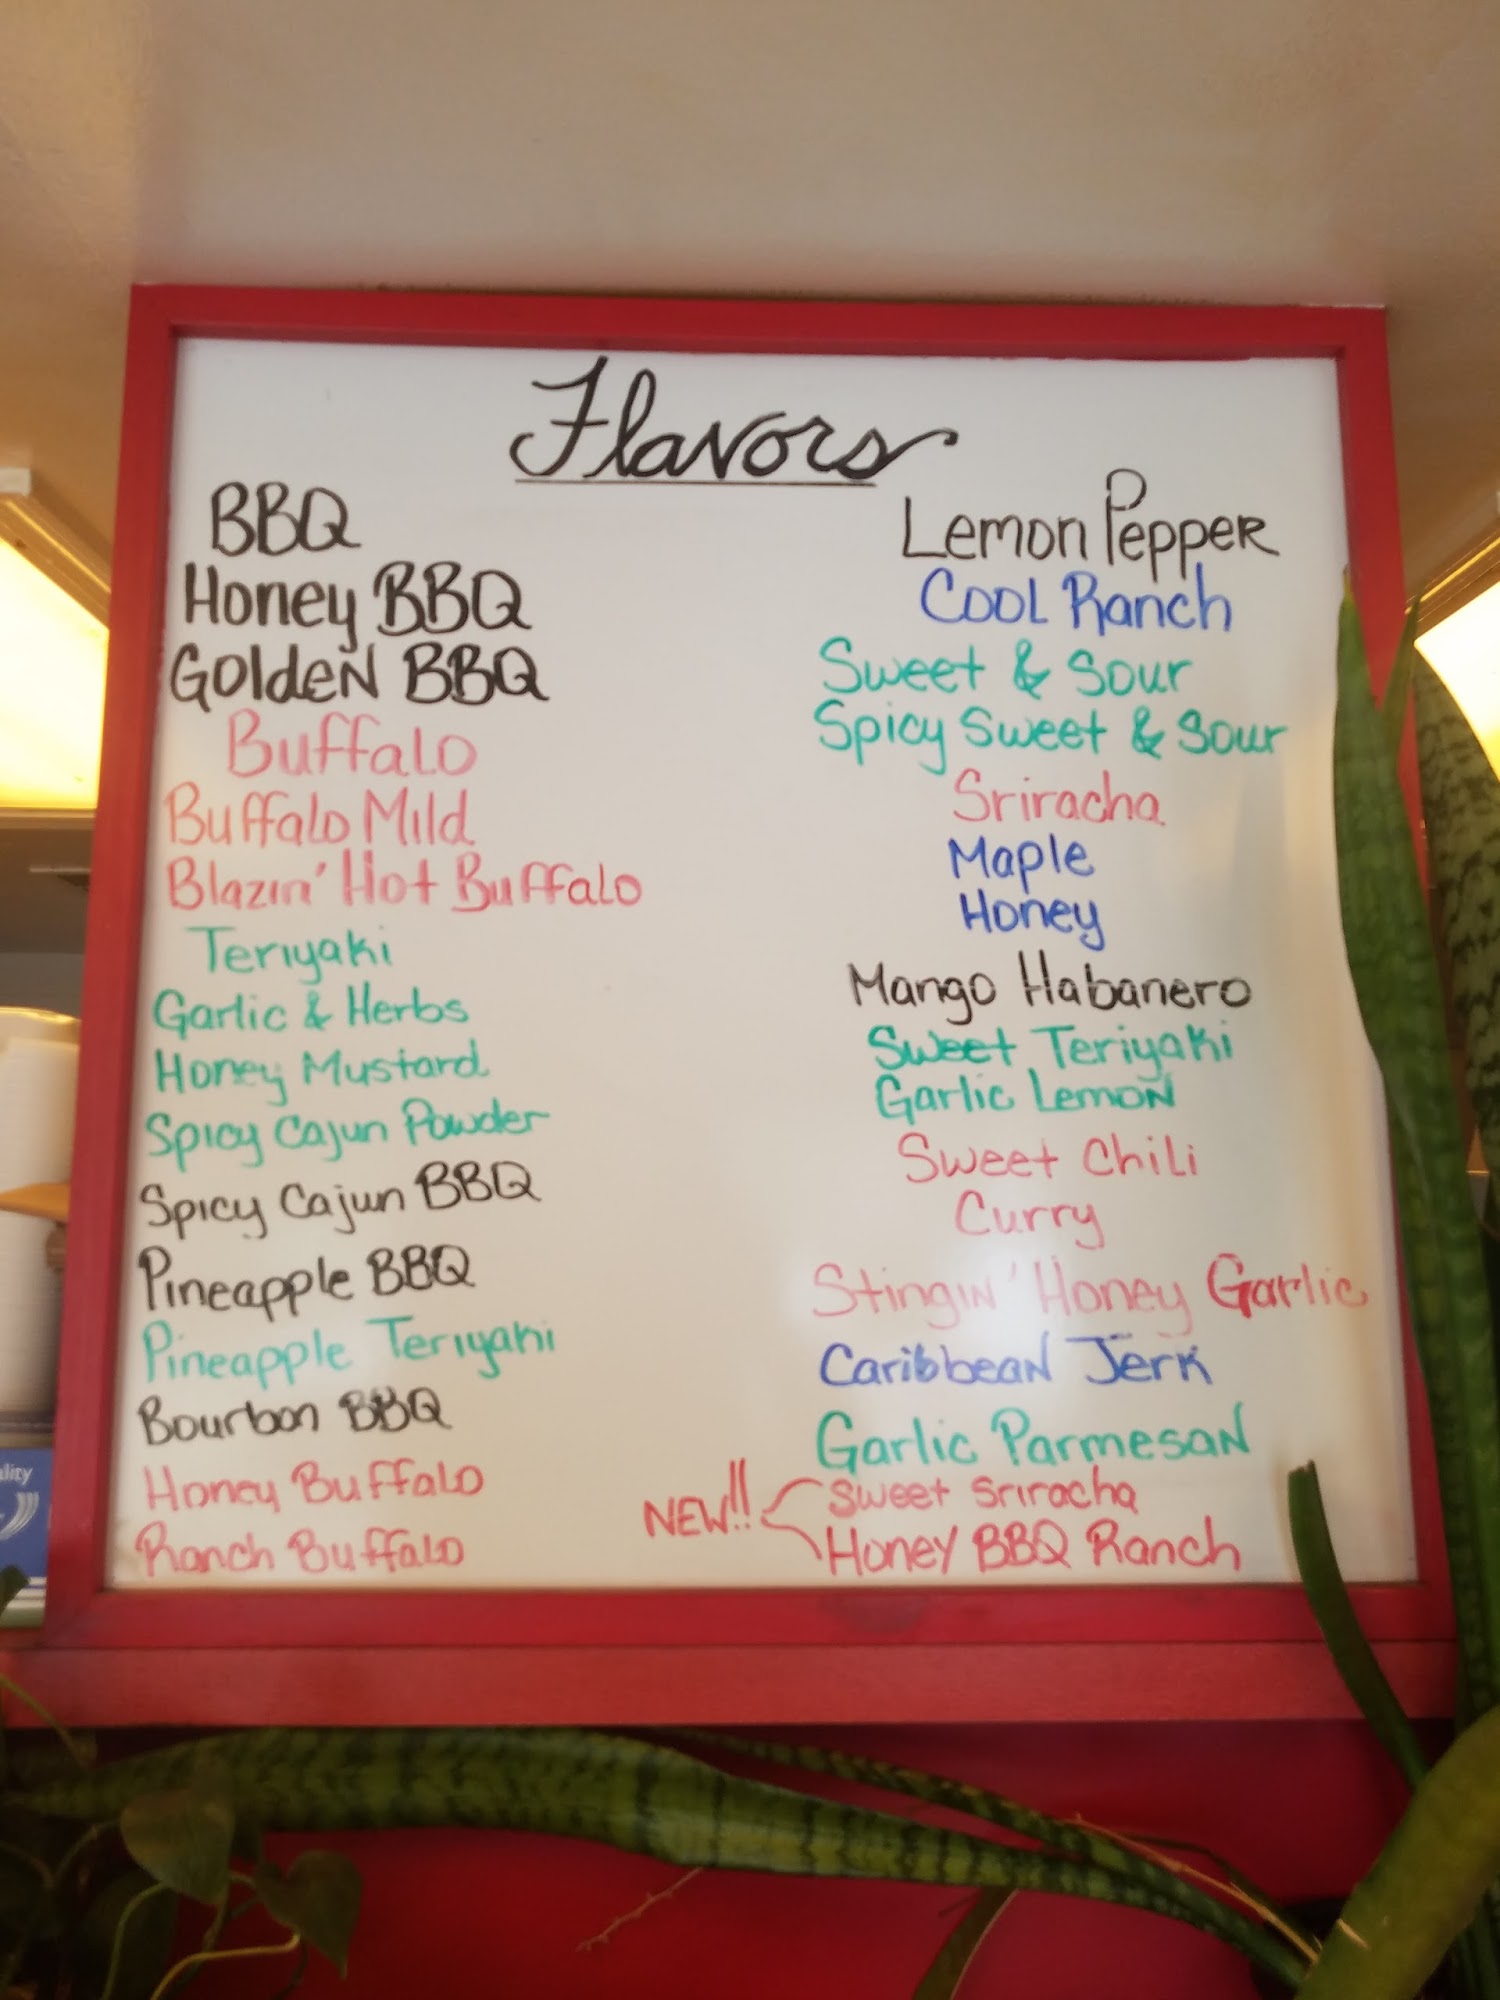 Flavors
BBQ
Honey BBQ
Golden BBQ
Buffalo
Buffalo Mild
Blazin' Hot Buffalo
Teriyaki
Garlic & Herbs
Honey Mustard
Spicy Cajun Powder
Spicy Cajun BBQ
Pineapple BBQ
Pineapple Teriyaki
Bourbon BBQ
Honey Buffalo
Ranch Buffalo
Lemon Pepper
Cool Ranch
Sweet & Sour
Spicy Sweet & Sour
Sriracha
Maple
Honey
Mango Habanero
Sweet Teriyaki
Garlic Lemon
Sweet Chili
Curry
Stingin' Honey Garlic
Caribbean Jerk
Garlic Parmesan
NEW!!
Sweet Sriracha
Honey BBQ Ranch